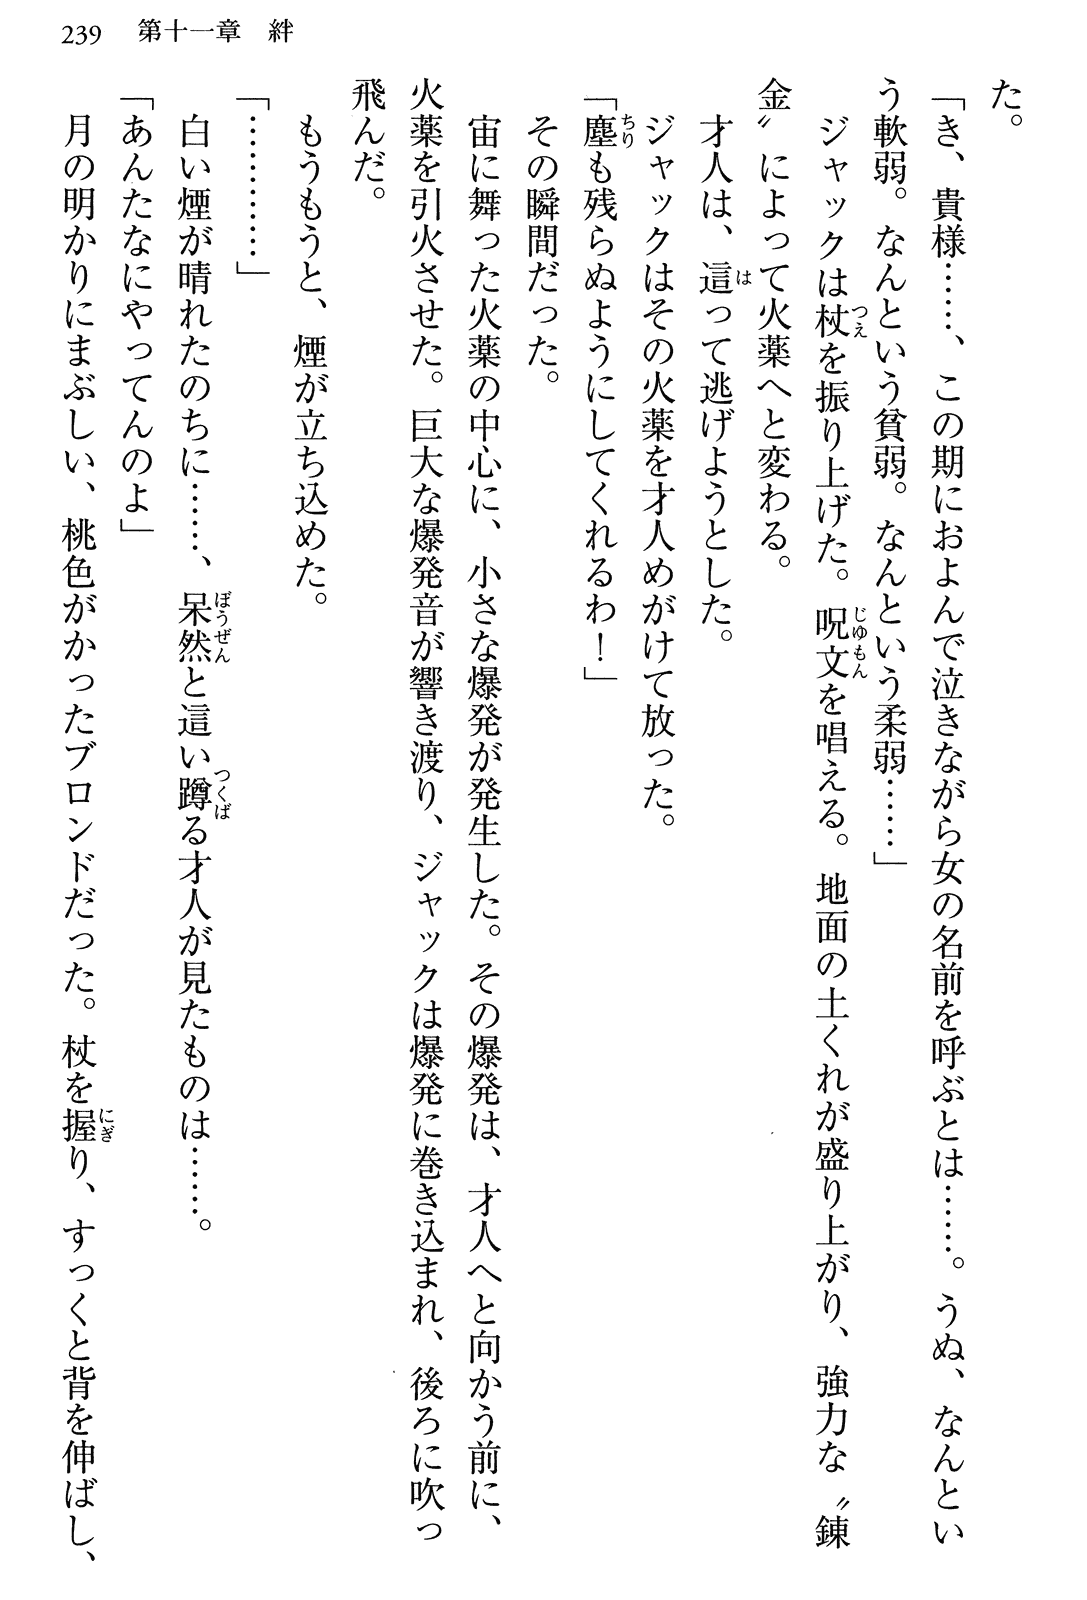 239　第十一章　絆
た。
「き、貴様……、この期におよんで泣きながら女の名前を呼ぶとは……。うぬ、なんとい
う軟弱。なんという貧弱。なんという柔弱……」
　ジャックは杖を振り上げた。呪文を唱える。地面の土くれが盛り上がり、強力な〝錬
金〟によって火薬へと変わる。
　才人は、這って逃げようとした。
　ジャックはその火薬を才人めがけて放った。
「塵も残らぬようにしてくれるわ！」
　その瞬間だった。
　宙に舞った火薬の中心に、小さな爆発が発生した。その爆発は、才人へと向かう前に、
火薬を引火させた。巨大な爆発音が響き渡り、ジャックは爆発に巻き込まれ、後ろに吹っ
飛んだ。
　もうもうと、煙が立ち込めた。
「…………」
　白い煙が晴れたのちに……、呆然と這い蹲る才人が見たものは……。
「あんたなにやってんのよ」
　月の明かりにまぶしい、桃色がかったブロンドだった。杖を握り、すっくと背を伸ばし、